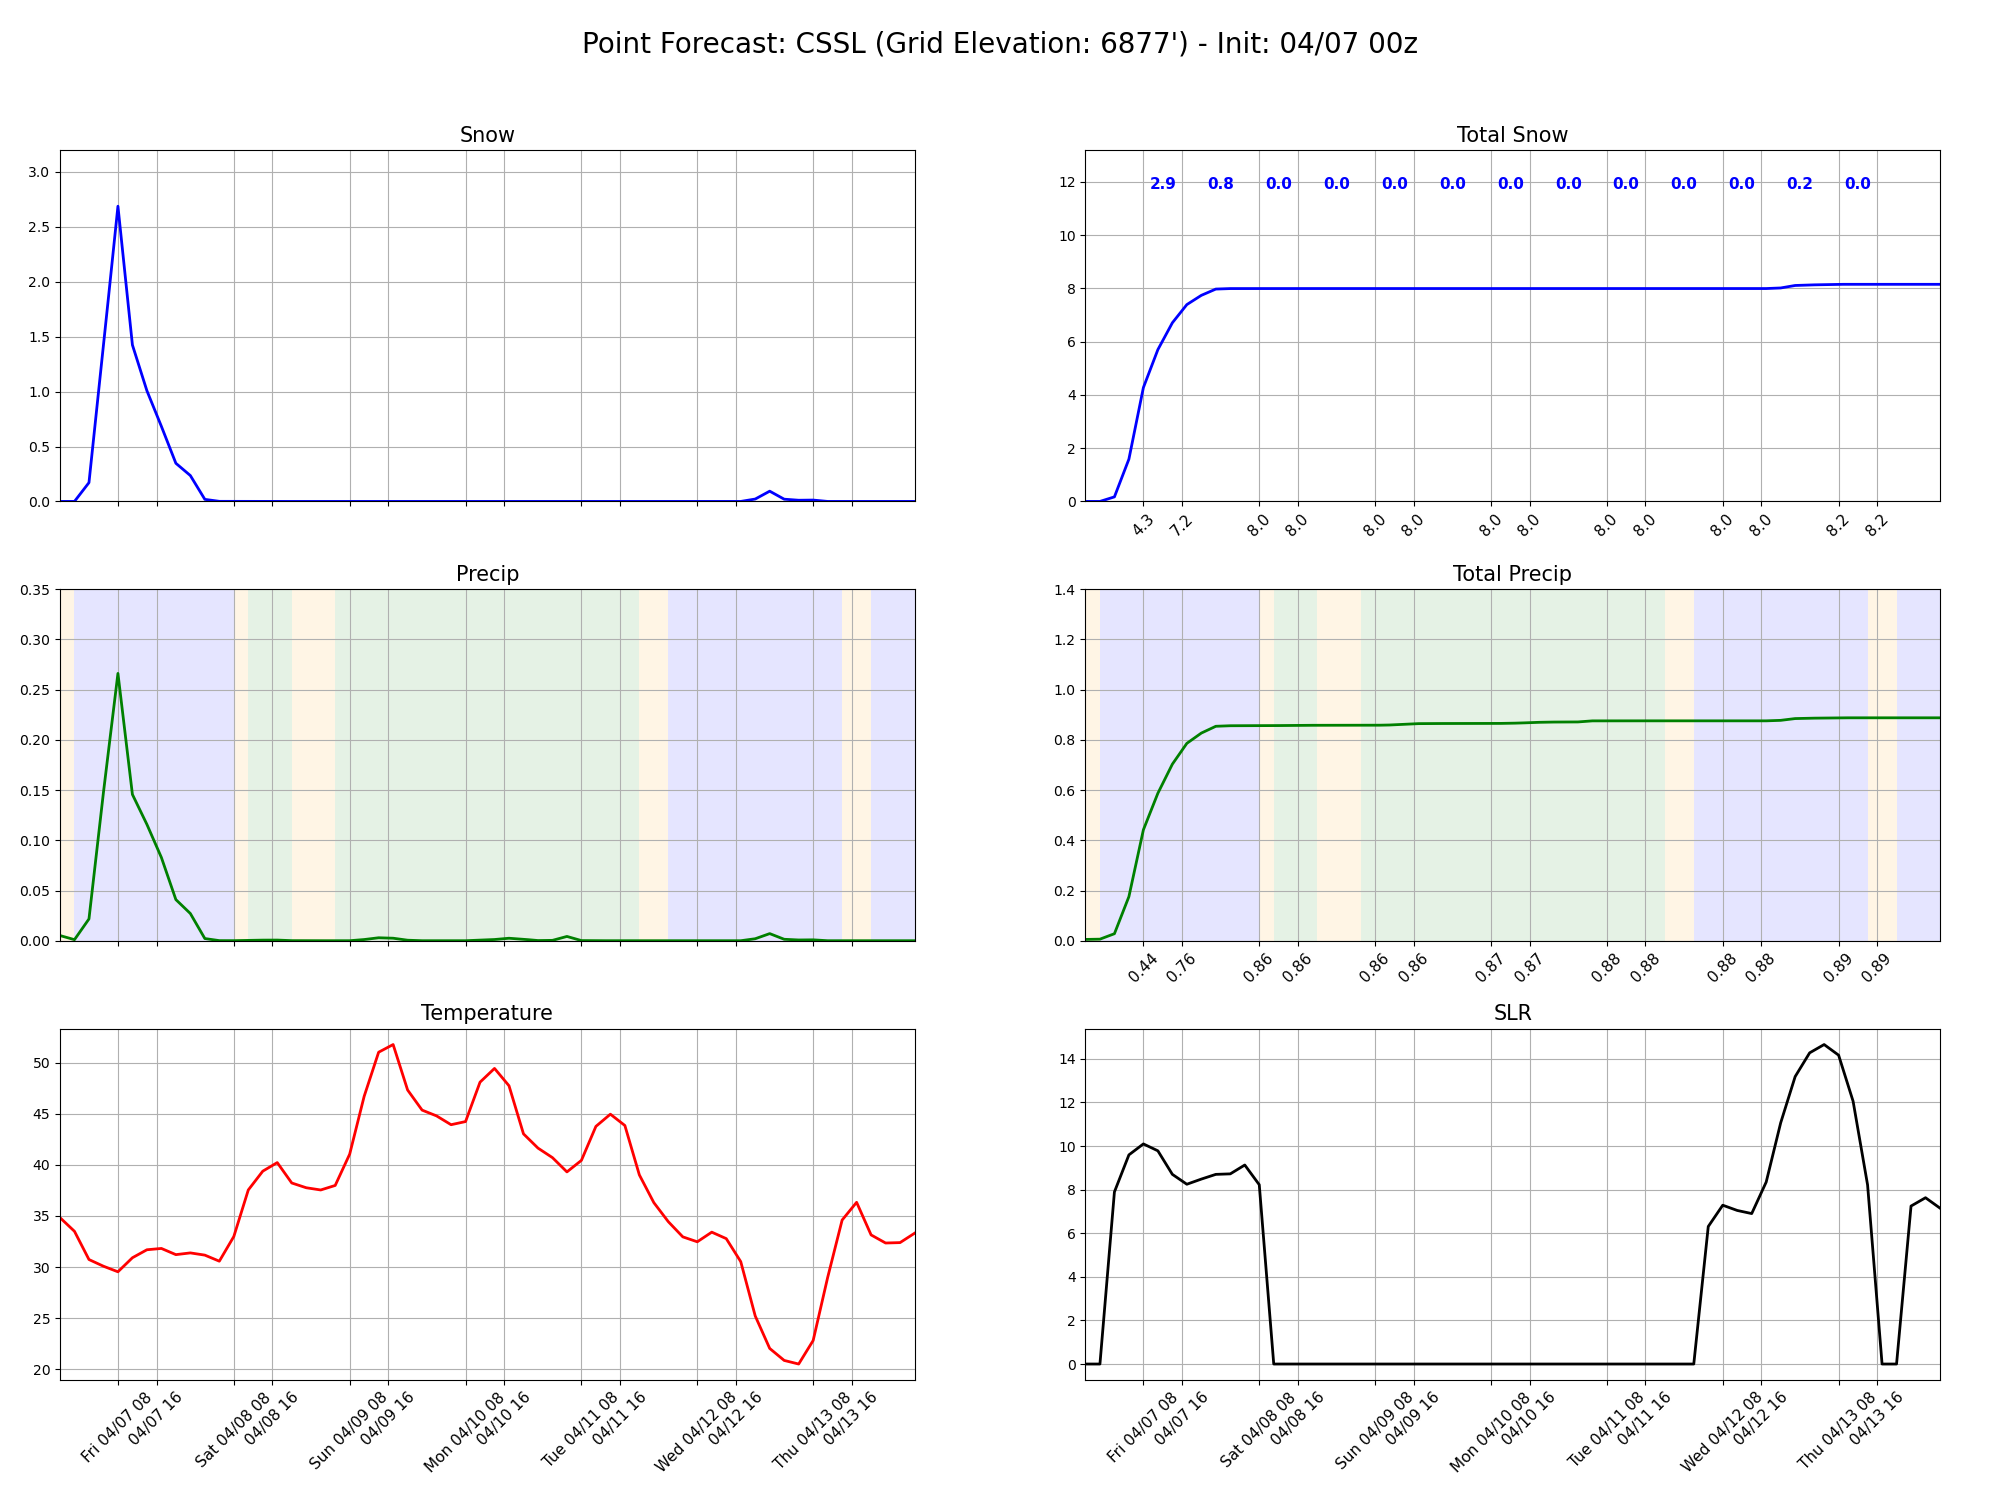 Point Forecast: CSSL (Grid Elevation: 6877') - Init: 04/07 00z
Snow
3.0
2.5
2.0
1.5
1.0
0.5
0.0
Total Snow
12
10
8
6
4
2
0
2.9 0.8 0.0 0.0 0.0 0.0 0.0 0.0 0.0 0.0 0.0 0.2 0.0
4.3 7.2 8.0 8.0 8.0 8.0 8.0 8.0 8.0 8.0 8.0 8.0 8.2 8.2
Precip
0.35
0.30
0.25
0.20
0.15
0.10
0.05
0.00
Total Precip
1.4
1.2
1.0
0.8
0.6
0.4
0.2
0.0
0.44 0.76 0.86 0.86 0.86 0.86 0.87 0.87 0.88 0.88 0.88 0.88 0.89 0.89
Temperature
50
45
40
35
30
25
20
Fri 04/07 08
04/07 16
Sat 04/08 08
04/08 16
Sun 04/09 08
04/09 16
Mon 04/10 08
04/10 16
Tue 04/11 08
04/11 16
Wed 04/12 08
04/12 16
Thu 04/13 08
04/13 16
SLR
14
12
10
8
6
4
2
0
Fri 04/07 08
04/07 16
Sat 04/08 08
04/08 16
Sun 04/09 08
04/09 16
Mon 04/10 08
04/10 16
Tue 04/11 08
04/11 16
Wed 04/12 08
04/12 16
Thu 04/13 08
04/13 16